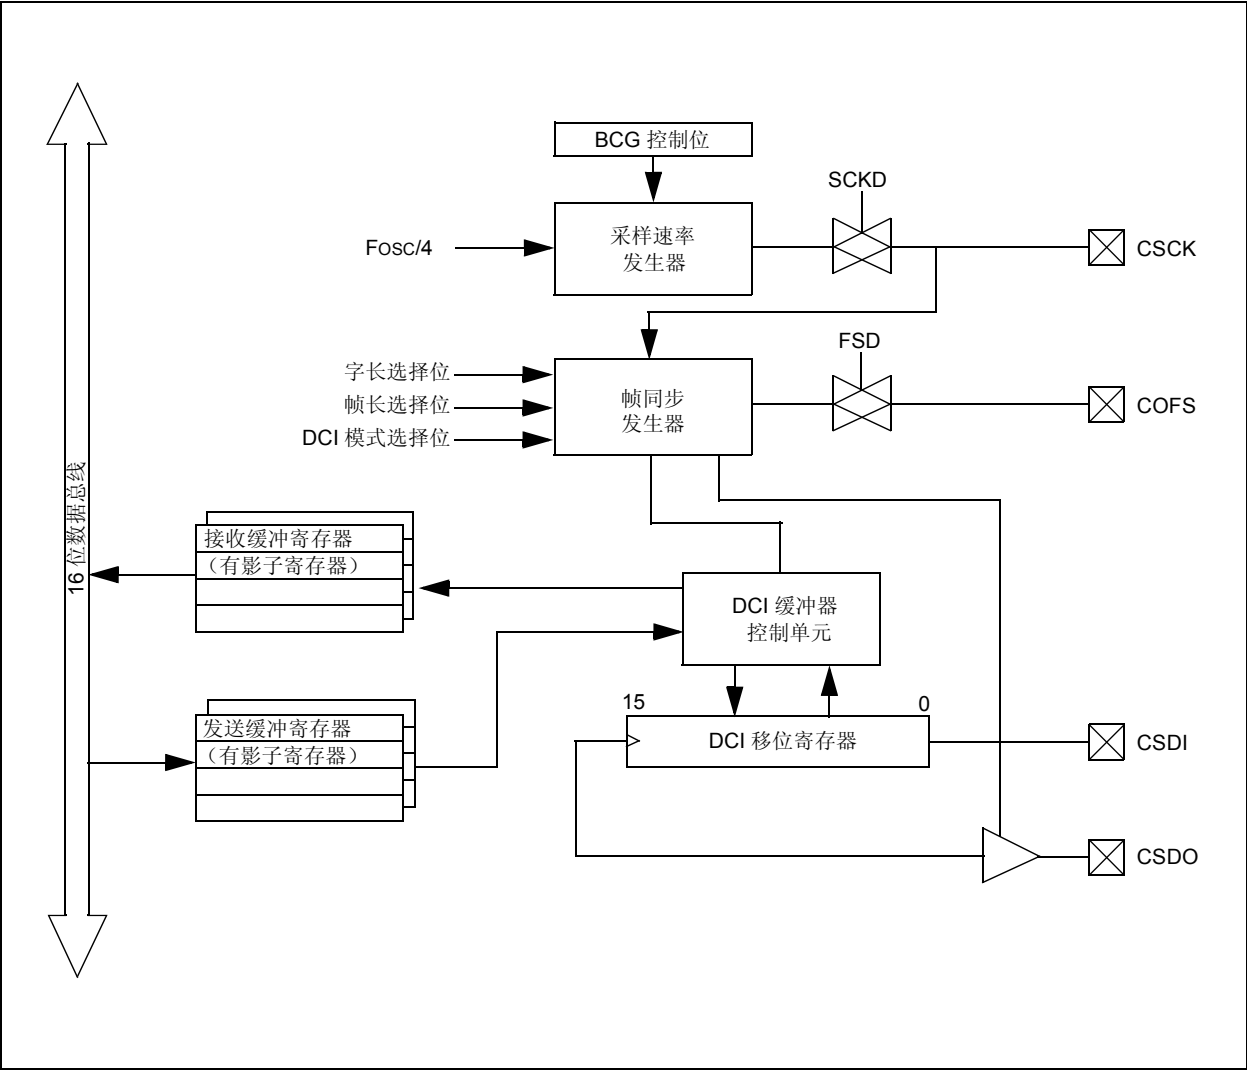 BCG 控制位
SCKD
FOSC/4
采样速率
发生器
CSCK
FSD
字长选择位
帧长选择位
DCI 模式选择位
帧同步
发生器
COFS
16 位数据总线
接收缓冲寄存器
（有影子寄存器）
DCI 缓冲器
控制单元
发送缓冲寄存器
（有影子寄存器）
15
0
DCI 移位寄存器
CSDI
CSDO